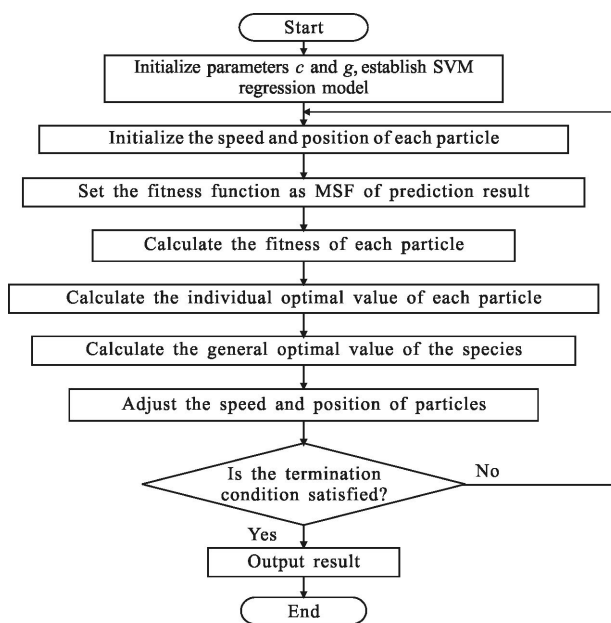 Start
Initialize parameters c and g, establish SVM
regression model
Initialize the speed and position of each particle
Set the fitness function as MSF of prediction result
Calculate the fitness of each particle
Calculate the individual optimal value of each particle
Calculate the general optimal value of the species
Adjust the speed and position of particles
Is the termination
condition satisfied?
No
Yes
Output result
End